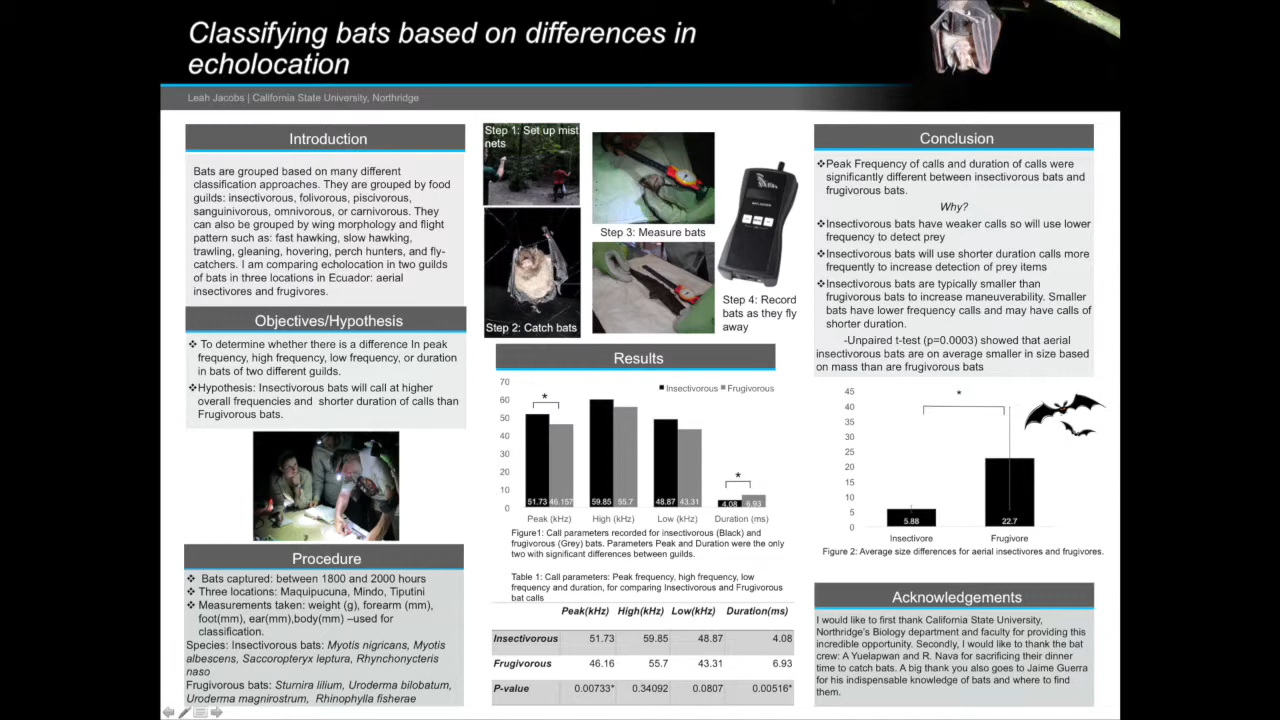 Classifying bats based on differences in
echolocation
Leah Jacobs | California State University, Northridge
Introduction
Bats are grouped based on many different
classification approaches. They are grouped by food
guilds: insectivorous, folivorous, piscivorous,
sanguinivorous, omnivorous, or carnivorous. They
can also be grouped by wing morphology and flight
pattern such as: fast hawking, slow hawking,
trawling, gleaning, hovering, perch hunters, and fly-
catchers. I am comparing echolocation in two guilds
of bats in three locations in Ecuador: aerial
insectivores and frugivores.
Objectives/Hypothesis
❖ To determine whether there is a difference In peak
frequency, high frequency, low frequency, or duration
in bats of two different guilds.
❖Hypothesis: Insectivorous bats will call at higher
overall frequencies and shorter duration of calls than
Frugivorous bats.
Procedure
❖ Bats captured: between 1800 and 2000 hours
❖ Three locations: Maquipucuna, Mindo, Tiputini
❖ Measurements taken: weight (g), forearm (mm),
foot(mm), ear(mm),body(mm) –used for
classification.
Species: Insectivorous bats: Myotis nigricans, Myotis
albescens, Saccoropteryx leptura, Rhynchonycteris
naso
Frugivorous bats: Sturnira lilium, Uroderma bilobatum,
Uroderma magnirostrum, Rhinophylla fisherae
Step 1: Set up mist
nets
Step 2: Catch bats
Step 3: Measure bats
Step 4: Record
bats as they fly
away
Results
70
60
50
40
30
20
10
0
■Insectivorous ■Frugivorous
*
*
51.73 46.157 59.85 55.7 48.87 43.31 4.08 6.93
Peak (kHz) High (kHz) Low (kHz) Duration (ms)
Figure1: Call parameters recorded for insectivorous (Black) and
frugivorous (Grey) bats. Parameters Peak and Duration were the only
two with significant differences between guilds.
Table 1: Call parameters: Peak frequency, high frequency, low
frequency and duration, for comparing Insectivorous and Frugivorous
bat calls
Peak(kHz) High(kHz) Low(kHz) Duration(ms)
Insectivorous 51.73 59.85 48.87 4.08
Frugivorous 46.16 55.7 43.31 6.93
P-value 0.00733* 0.34092 0.0807 0.00516*
Conclusion
❖Peak Frequency of calls and duration of calls were
significantly different between insectivorous bats and
frugivorous bats.
Why?
❖Insectivorous bats have weaker calls so will use lower
frequency to detect prey
❖Insectivorous bats will use shorter duration calls more
frequently to increase detection of prey items
❖Insectivorous bats are typically smaller than
frugivorous bats to increase maneuverability. Smaller
bats have lower frequency calls and may have calls of
shorter duration.
-Unpaired t-test (p=0.0003) showed that aerial
insectivorous bats are on average smaller in size based
on mass than are frugivorous bats
45
40
35
30
25
20
15
10
5
0
*
5.88 22.7
Insectivore Frugivore
Figure 2: Average size differences for aerial insectivores and frugivores.
Acknowledgements
I would like to first thank California State University,
Northridge's Biology department and faculty for providing this
incredible opportunity. Secondly, I would like to thank the bat
crew: A Yuelapwan and R. Nava for sacrificing their dinner
time to catch bats. A big thank you also goes to Jaime Guerra
for his indispensable knowledge of bats and where to find
them.